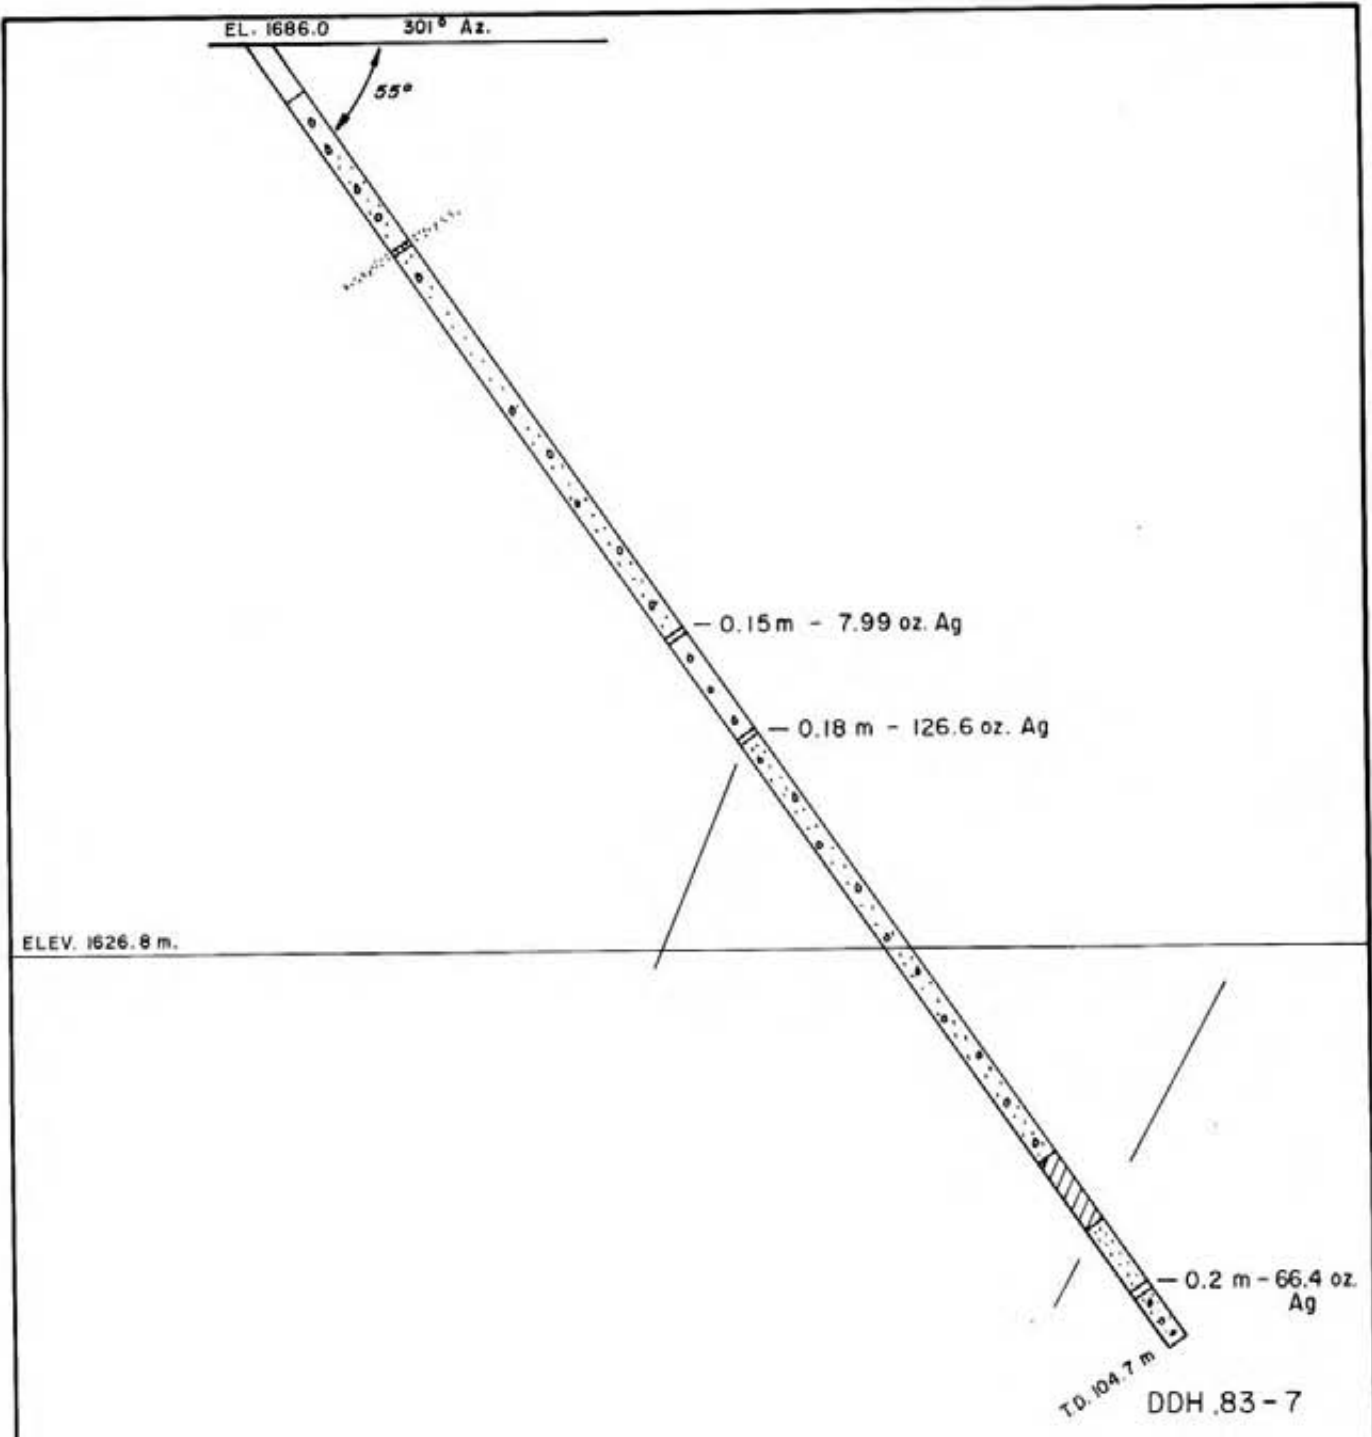 EL. 1686.0 301° Az.
55°
— 0.15 m - 7.99 oz. Ag
— 0.18 m - 126.6 oz. Ag
ELEV. 1626.8 m.
— 0.2 m - 66.4 oz.
Ag
T.D. 104.7 m
DDH .83 - 7